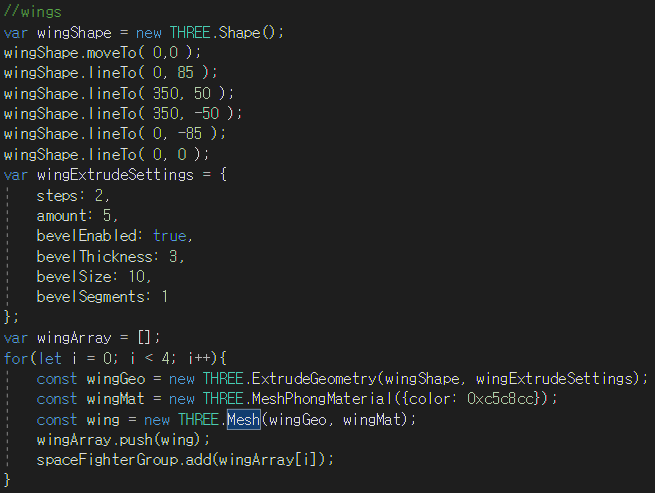 //wings
var wingShape = new THREE.Shape();
wingShape.moveTo( 0,0 );
wingShape.lineTo( 0, 85 );
wingShape.lineTo( 350, 50 );
wingShape.lineTo( 350, -50 );
wingShape.lineTo( 0, -85 );
wingShape.lineTo( 0, 0 );
var wingExtrudeSettings = {
    steps: 2,
    amount: 5,
    bevelEnabled: true,
    bevelThickness: 3,
    bevelSize: 10,
    bevelSegments: 1
};
var wingArray = [];
for(let i = 0; i < 4; i++){
    const wingGeo = new THREE.ExtrudeGeometry(wingShape, wingExtrudeSettings);
    const wingMat = new THREE.MeshPhongMaterial({color: 0xc5c8cc});
    const wing = new THREE.Mesh(wingGeo, wingMat);
    wingArray.push(wing);
    spaceFighterGroup.add(wingArray[i]);
}